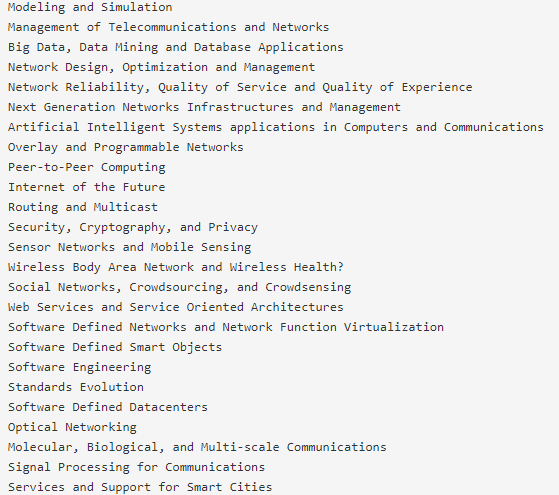 Modeling and Simulation
Management of Telecommunications and Networks
Big Data, Data Mining and Database Applications
Network Design, Optimization and Management
Network Reliability, Quality of Service and Quality of Experience
Next Generation Networks Infrastructures and Management
Artificial Intelligent Systems applications in Computers and Communications
Overlay and Programmable Networks
Peer-to-Peer Computing
Internet of the Future
Routing and Multicast
Security, Cryptography, and Privacy
Sensor Networks and Mobile Sensing
Wireless Body Area Network and Wireless Health?
Social Networks, Crowdsourcing, and Crowdsensing
Web Services and Service Oriented Architectures
Software Defined Networks and Network Function Virtualization
Software Defined Smart Objects
Software Engineering
Standards Evolution
Software Defined Datacenters
Optical Networking
Molecular, Biological, and Multi-scale Communications
Signal Processing for Communications
Services and Support for Smart Cities